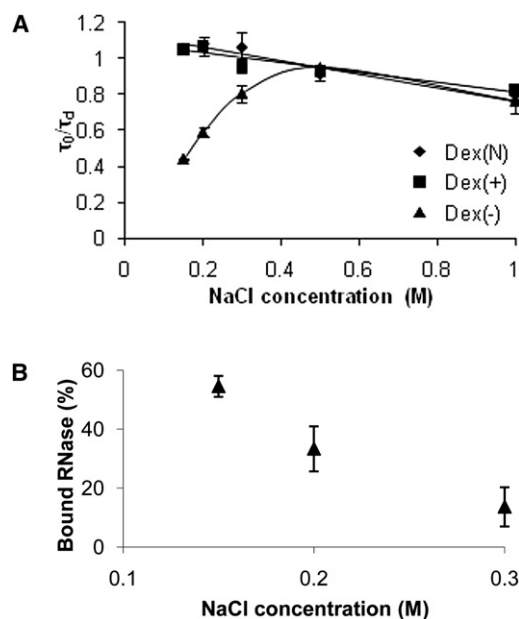 A
τ0/τd
1.2
1
0.8
0.6
0.4
0.2
0
Dex(N)
Dex(+)
Dex(-)
0 0.2 0.4 0.6 0.8 1
NaCl concentration (M)
B
Bound RNase (%)
60
40
20
0
0.1 0.2 0.3
NaCl concentration (M)